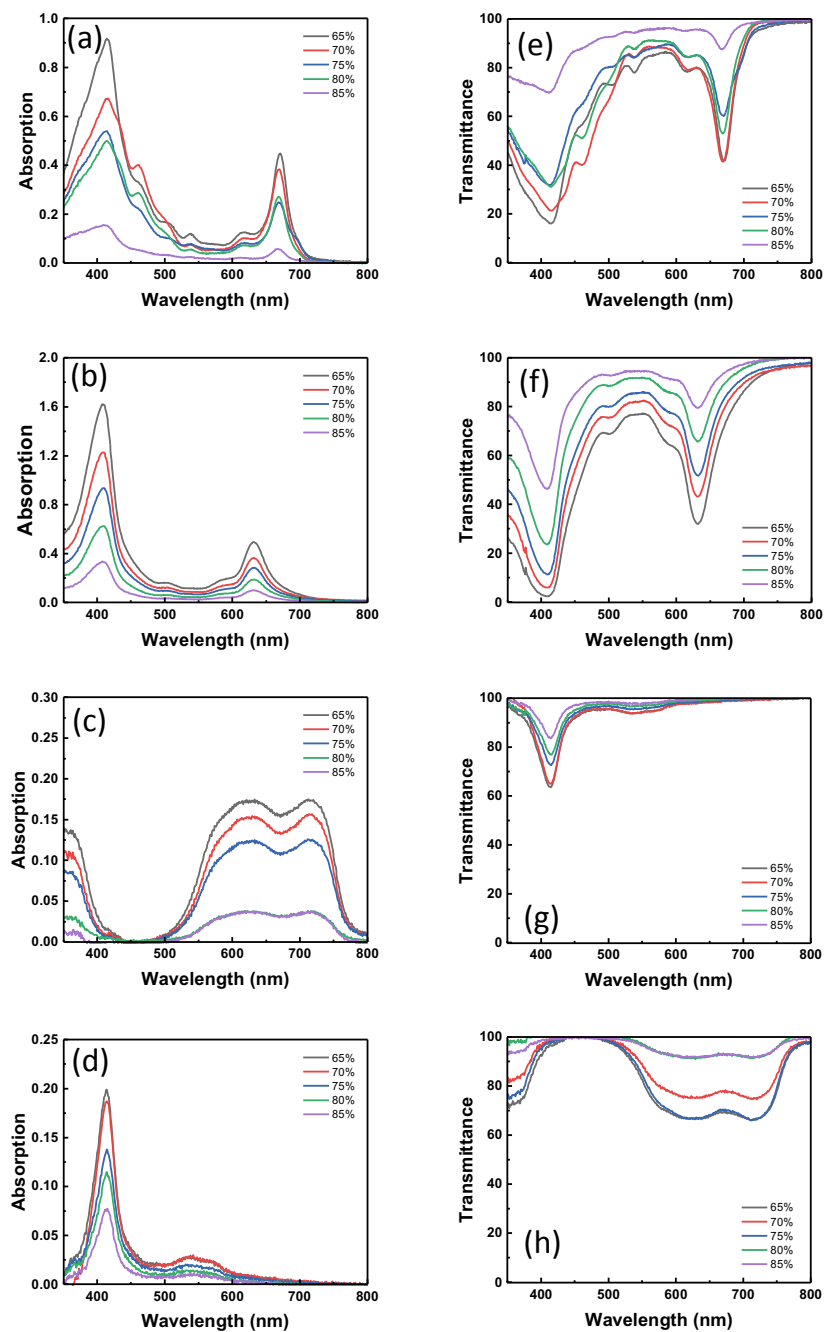 (a)
65%
70%
75%
80%
85%
1.0
0.8
0.6
0.4
0.2
0.0
Absorption
400 500 600 700 800
Wavelength (nm)
(e)
65%
70%
75%
80%
85%
100
80
60
40
20
0
Transmittance
400 500 600 700 800
Wavelength (nm)
(b)
65%
70%
75%
80%
85%
2.0
1.6
1.2
0.8
0.4
0.0
Absorption
400 500 600 700 800
Wavelength (nm)
(f)
65%
70%
75%
80%
85%
100
80
60
40
20
0
Transmittance
400 500 600 700 800
Wavelength (nm)
(c)
65%
70%
75%
80%
85%
0.30
0.25
0.20
0.15
0.10
0.05
0.00
Absorption
400 500 600 700 800
Wavelength (nm)
(g)
65%
70%
75%
80%
85%
100
80
60
40
20
0
Transmittance
400 500 600 700 800
Wavelength (nm)
(d)
65%
70%
75%
80%
85%
0.25
0.20
0.15
0.10
0.05
0.00
Absorption
400 500 600 700 800
Wavelength (nm)
(h)
65%
70%
75%
80%
85%
100
80
60
40
20
0
Transmittance
400 500 600 700 800
Wavelength (nm)